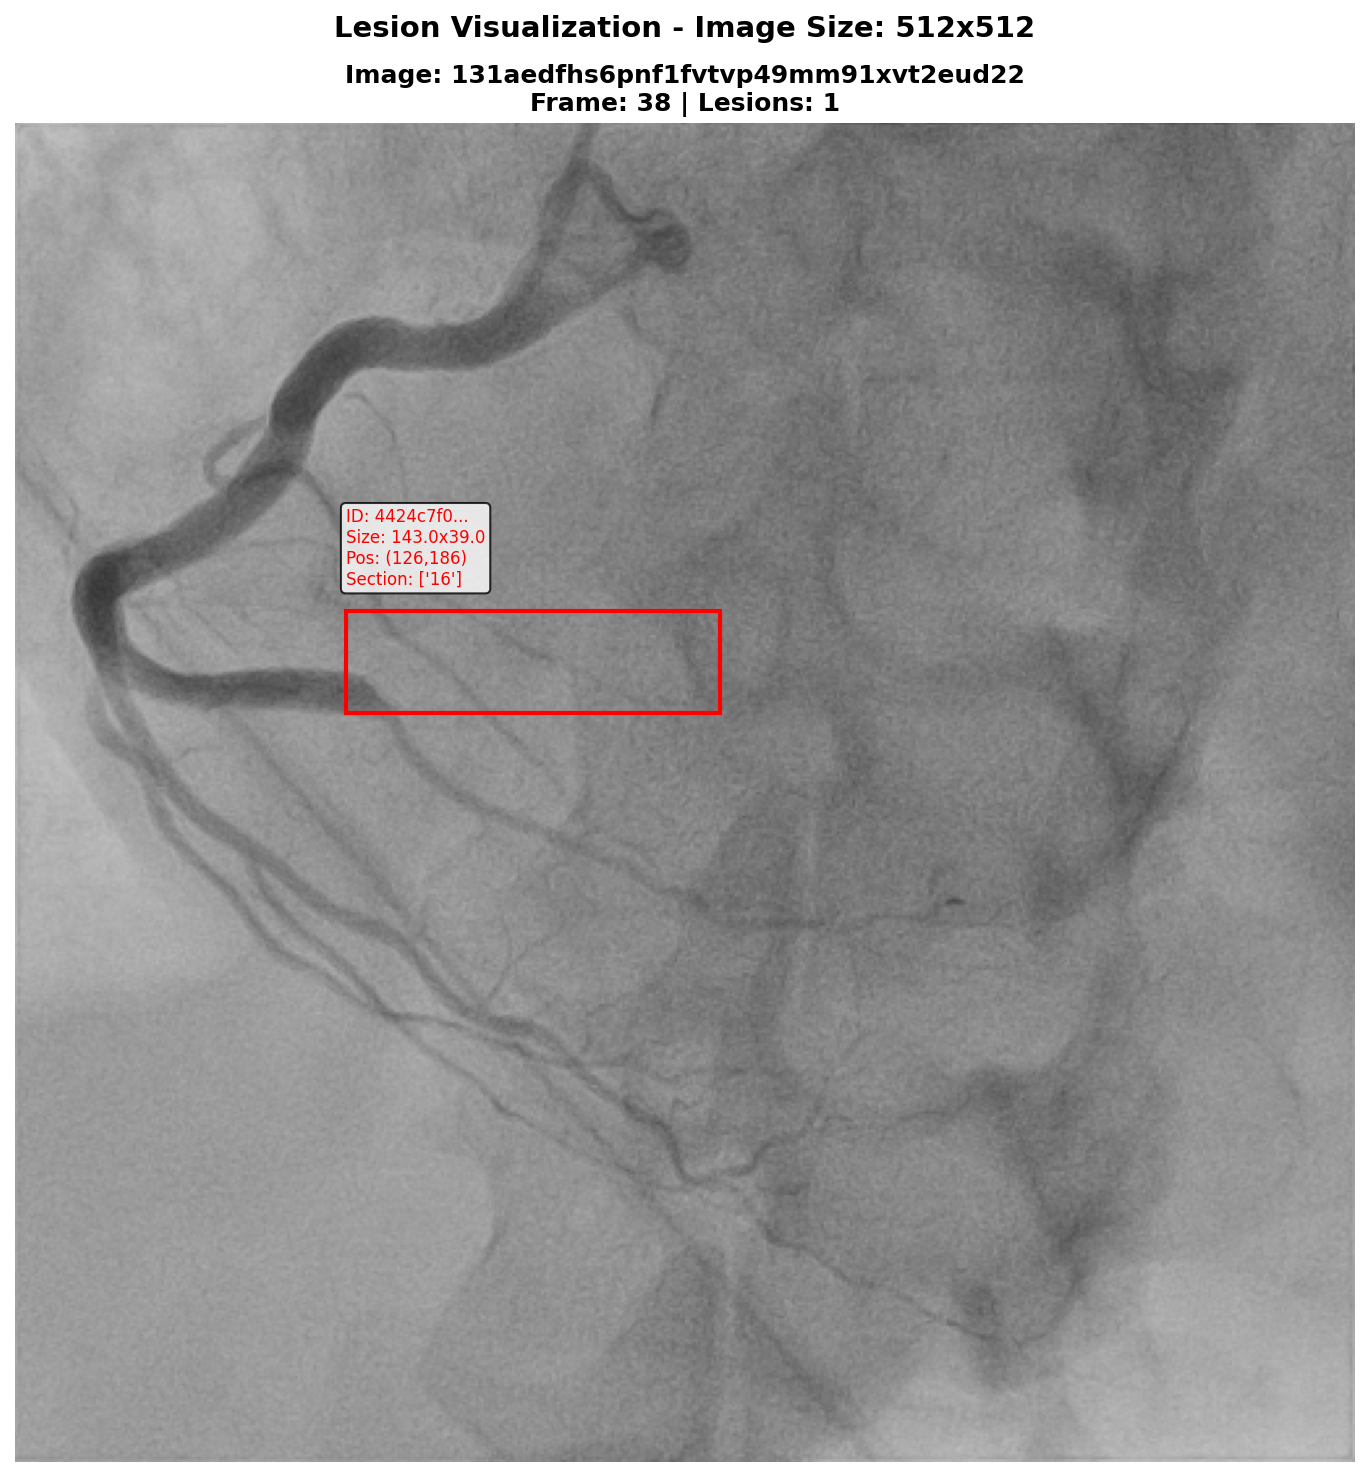 Lesion Visualization - Image Size: 512x512
Image: 131aedfhs6pnf1fvtvp49mm91xvt2eud22
Frame: 38 | Lesions: 1
ID: 4424c7f0...
Size: 143.0x39.0
Pos: (126,186)
Section: ['16']